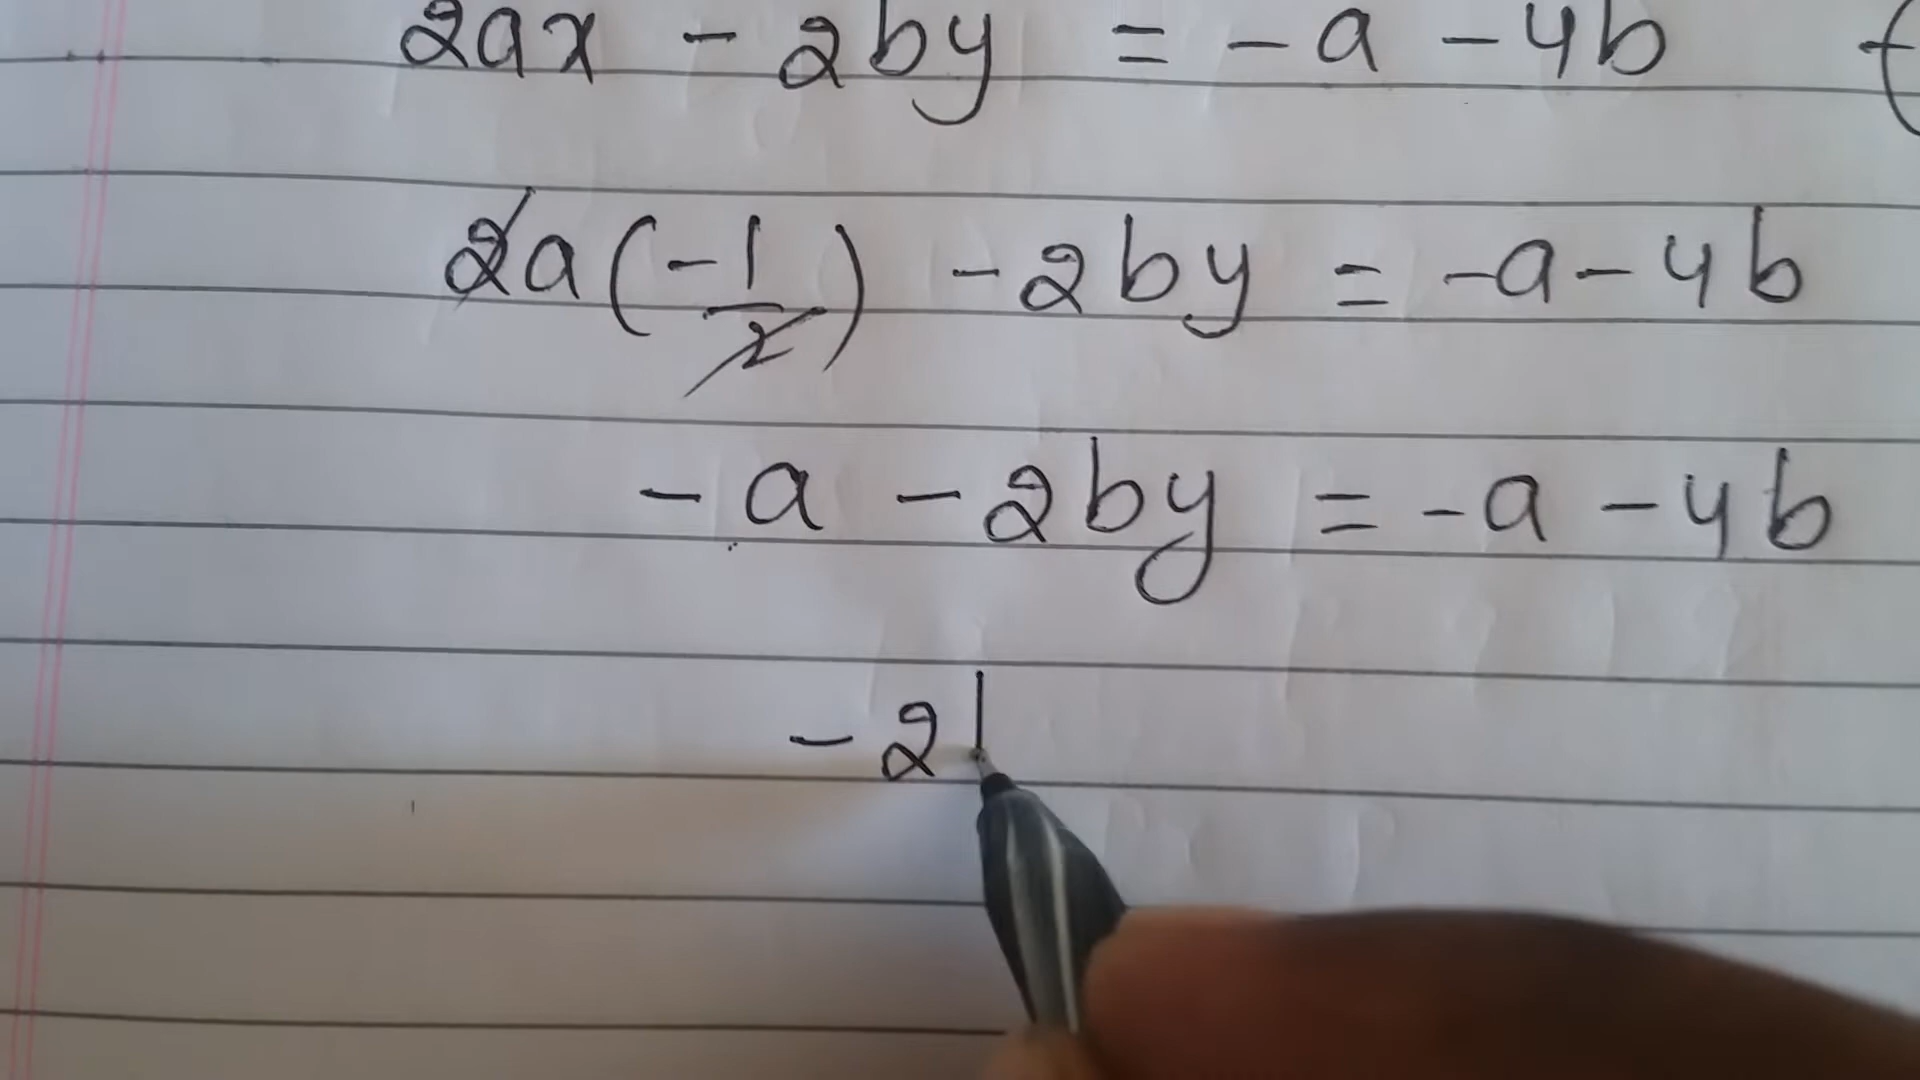 2ax - 2by = -a - 4b (
2a(-1/2) - 2by = -a - 4b
-a - 2by = -a - 4b
-2